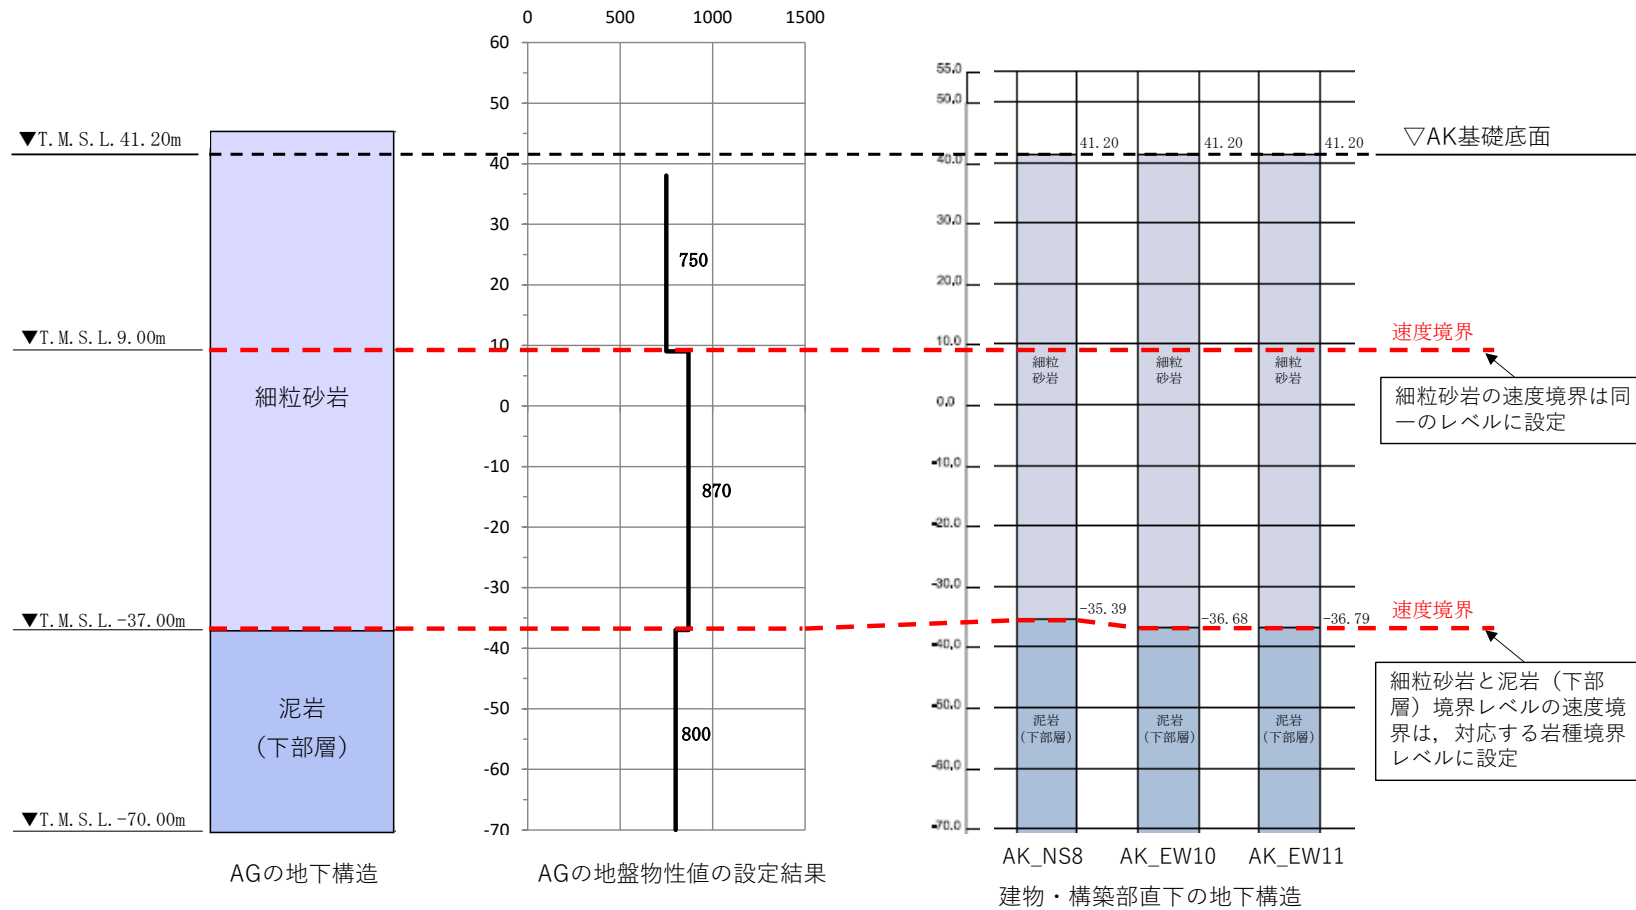 ▼T.M.S.L.41.20m
▼T.M.S.L.9.00m
▼T.M.S.L.-37.00m
▼T.M.S.L.-70.00m
細粒砂岩
泥岩
（下部層）
AGの地下構造
0 500 1000 1500
60
50
40
30
20
10
0
-10
-20
-30
-40
-50
-60
-70
750
870
800
AGの地盤物性値の設定結果
55.0
50.0
40.0
30.0
20.0
10.0
0.0
-10.0
-20.0
-30.0
-40.0
-50.0
-60.0
-70.0
41.20 41.20 41.20
細粒
砂岩
細粒
砂岩
細粒
砂岩
-35.39
-36.68
-36.79
泥岩
（下部層）
泥岩
（下部層）
泥岩
（下部層）
AK_NS8 AK_EW10 AK_EW11
建物・構築部直下の地下構造
▽AK基礎底面
速度境界
細粒砂岩の速度境界は同
一のレベルに設定
速度境界
細粒砂岩と泥岩（下部
層）境界レベルの速度境
界は，対応する岩種境界
レベルに設定